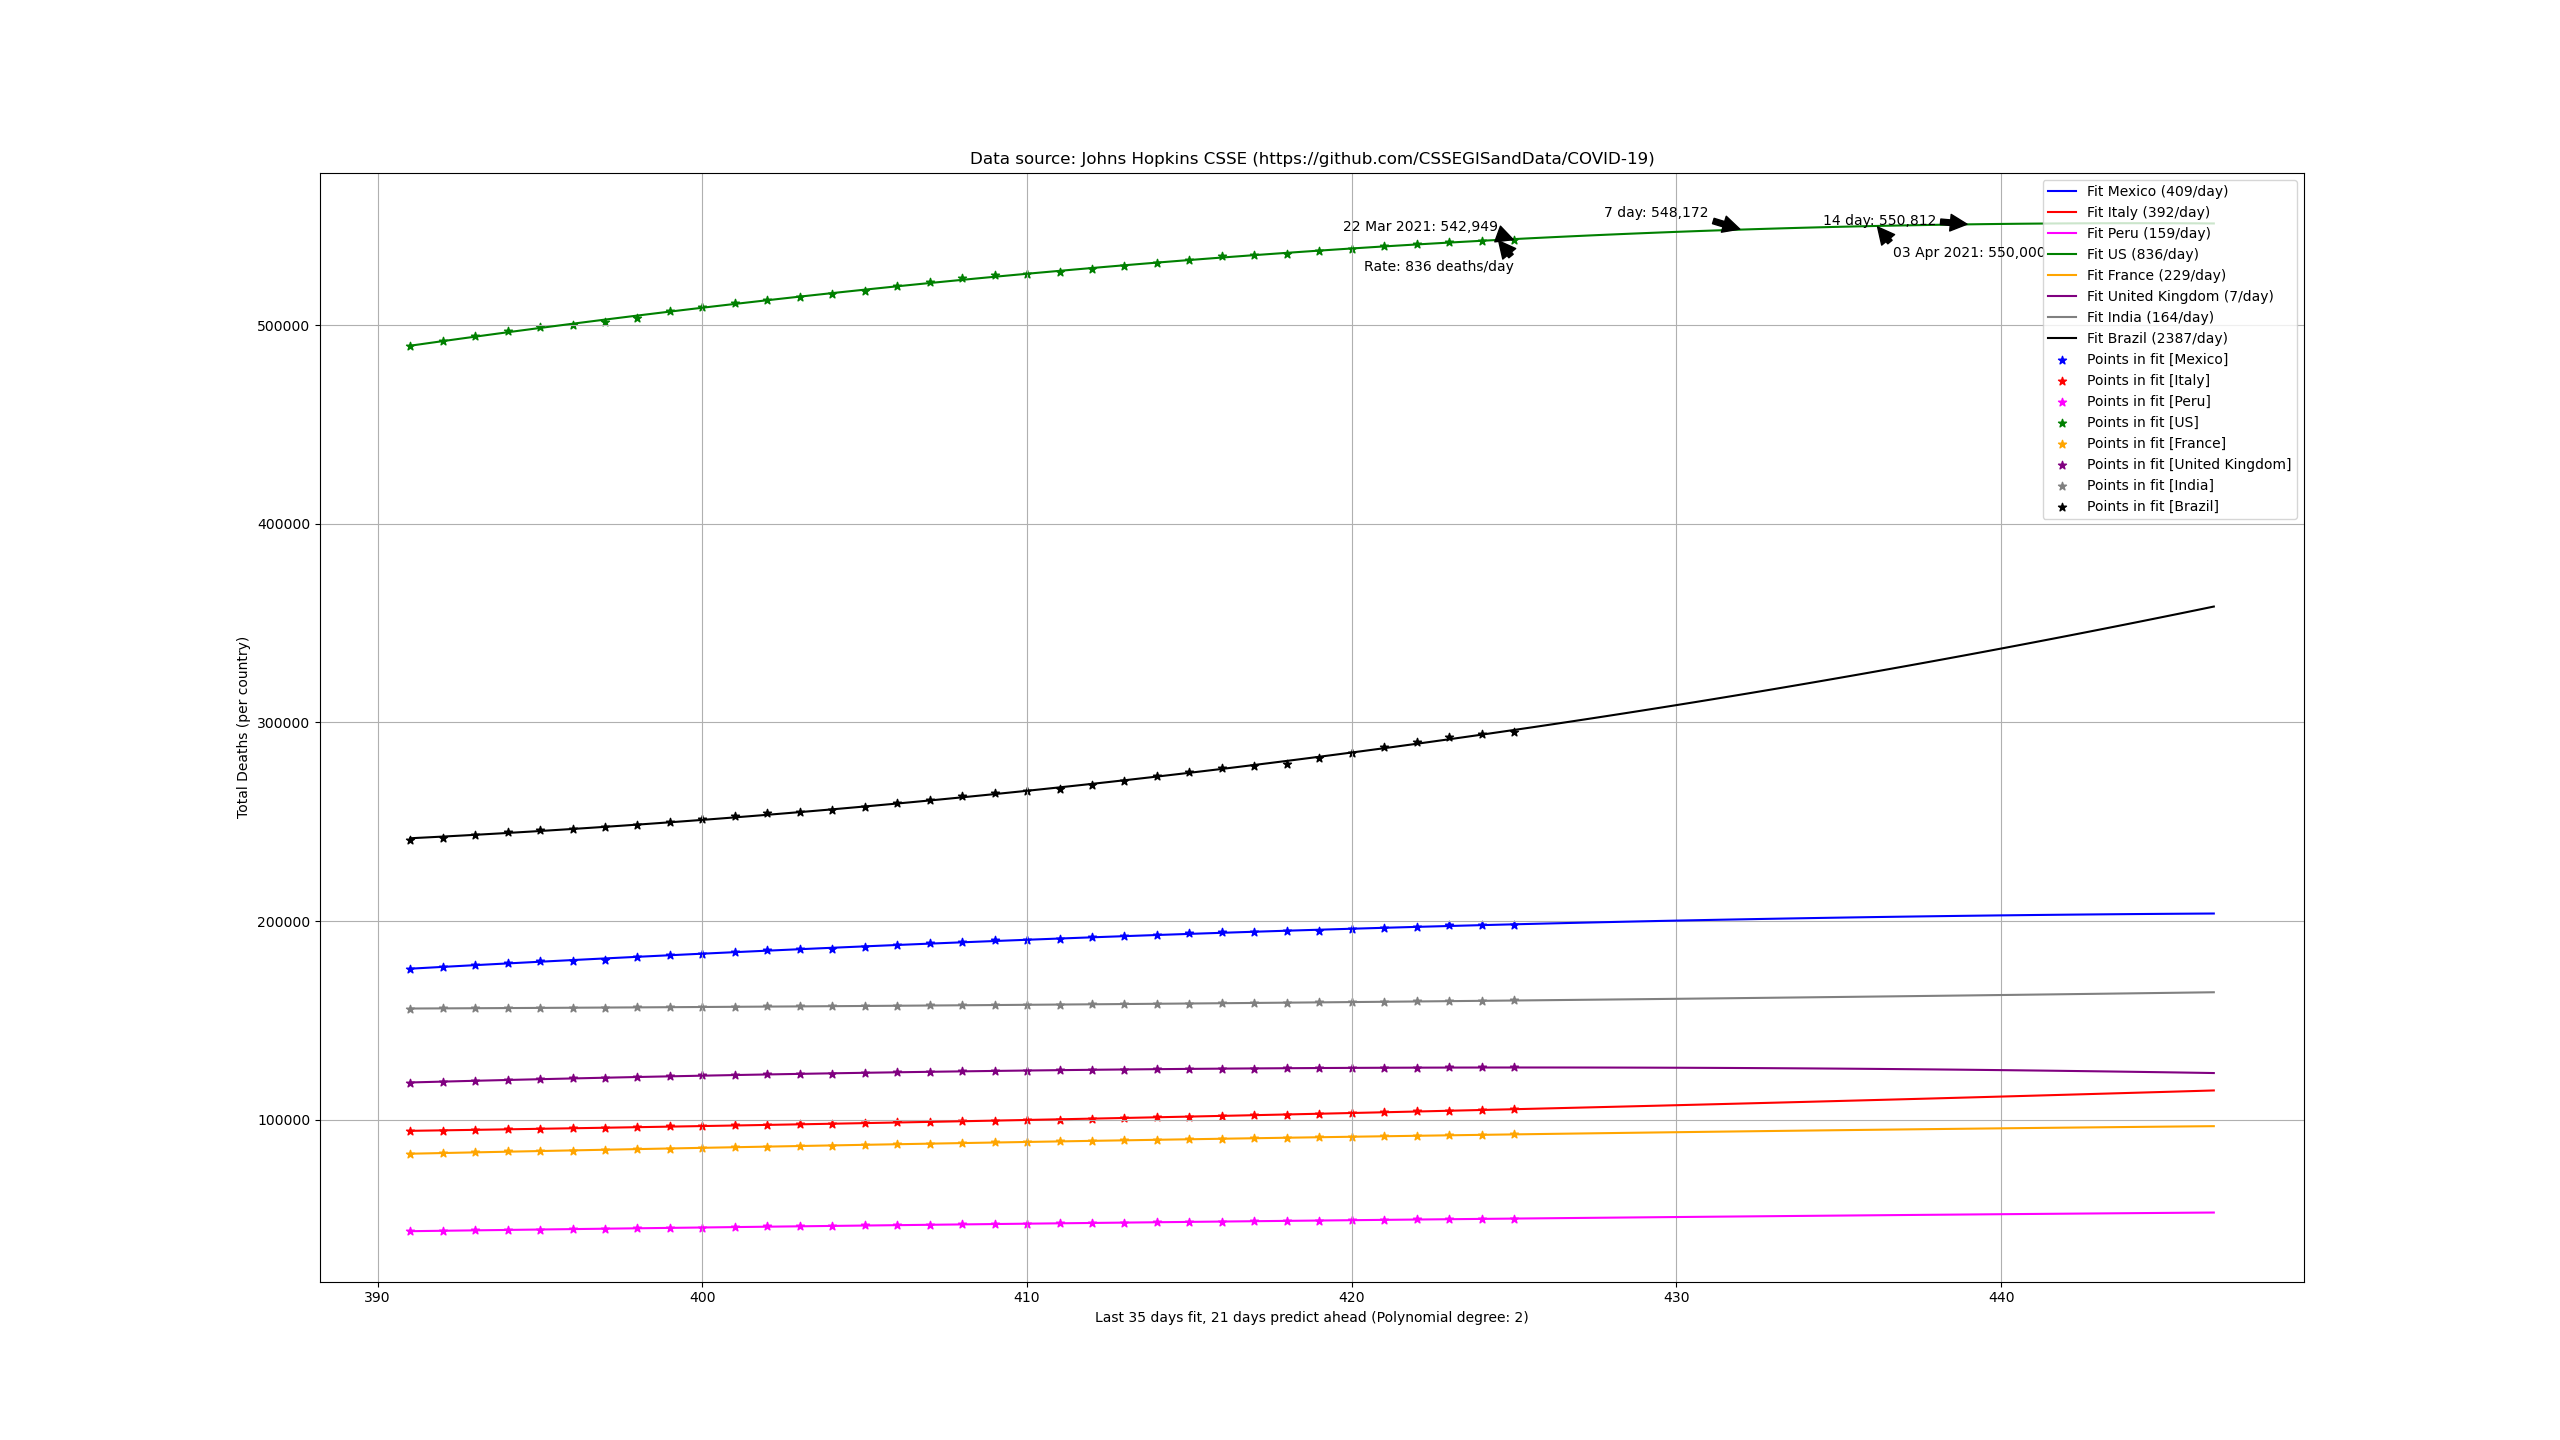 Data source: Johns Hopkins CSSE (https://github.com/CSSEGISandData/COVID-19)
22 Mar 2021: 542,949
Rate: 836 deaths/day
7 day: 548,172
14 day: 550,812
03 Apr 2021: 550,000
Fit Mexico (409/day)
Fit Italy (392/day)
Fit Peru (159/day)
Fit US (836/day)
Fit France (229/day)
Fit United Kingdom (7/day)
Fit India (164/day)
Fit Brazil (2387/day)
Points in fit [Mexico]
Points in fit [Italy]
Points in fit [Peru]
Points in fit [US]
Points in fit [France]
Points in fit [United Kingdom]
Points in fit [India]
Points in fit [Brazil]
Total Deaths (per country)
500000
400000
300000
200000
100000
390 400 410 420 430 440
Last 35 days fit, 21 days predict ahead (Polynomial degree: 2)